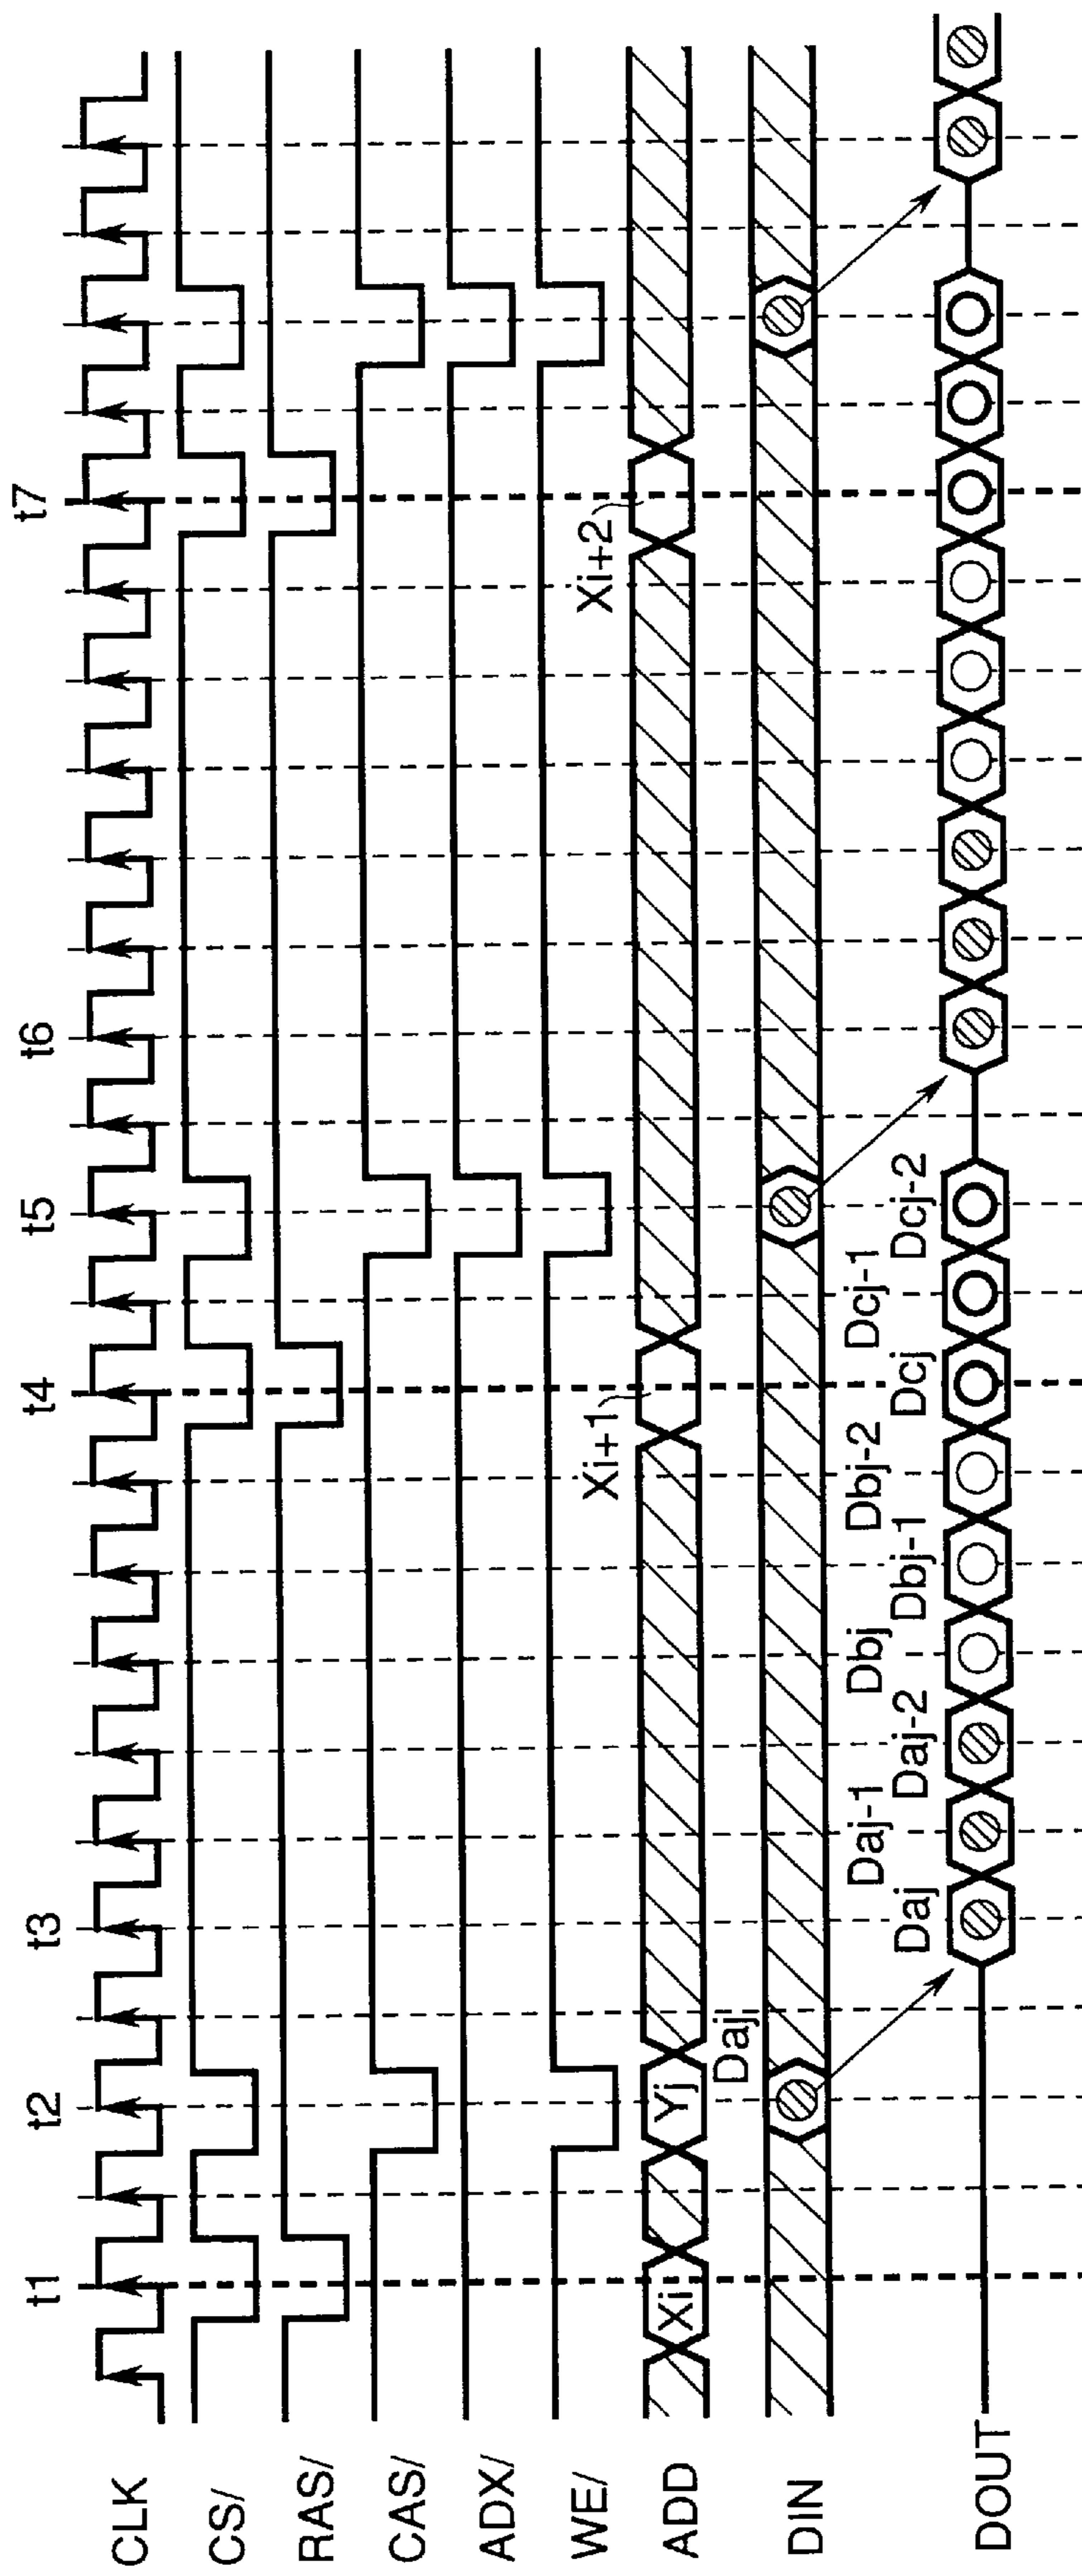 t1
t2
t3
t4
t5
t6
t7
CLK
CS/
RAS/
CAS/
ADX/
WE/
ADD
Xi
Yj
Xi+1
Xi+2
DIN
Daj
DOUT
Daj
Daj-1
Daj-2
Dbj
Dbj-1
Dbj-2
Dcj
Dcj-1
Dcj-2